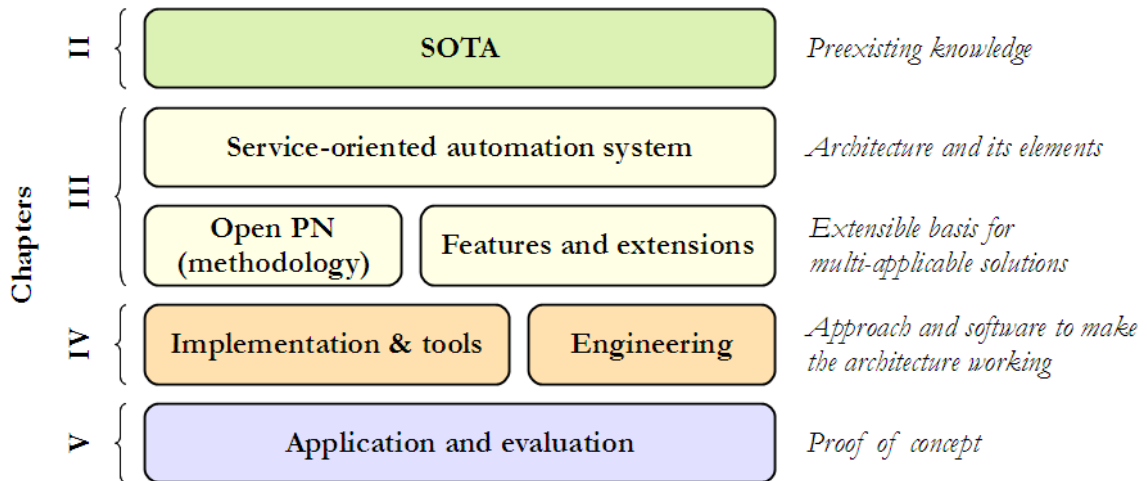 Chapters
II
SOTA
Preexisting knowledge
III
Service-oriented automation system
Architecture and its elements
Open PN
(methodology)
Features and extensions
Extensible basis for
multi-applicable solutions
IV
Implementation & tools
Engineering
Approach and software to make
the architecture working
V
Application and evaluation
Proof of concept